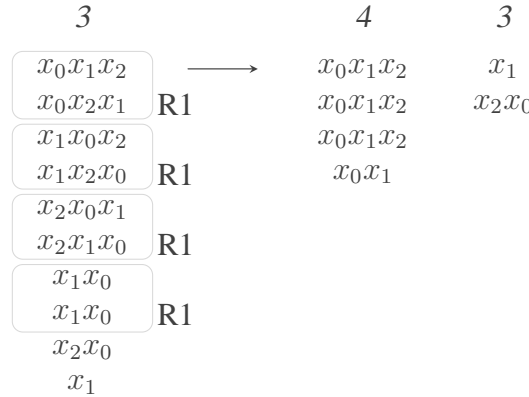 3 4 3
x₀x₁x₂ x₀x₁x₂ x₁
x₀x₂x₁ R1 x₀x₁x₂ x₂x₀
x₁x₀x₂ x₀x₁x₂
x₁x₂x₀ R1 x₀x₁
x₂x₀x₁
x₂x₁x₀ R1
x₁x₀
x₁x₀ R1
x₂x₀
x₁